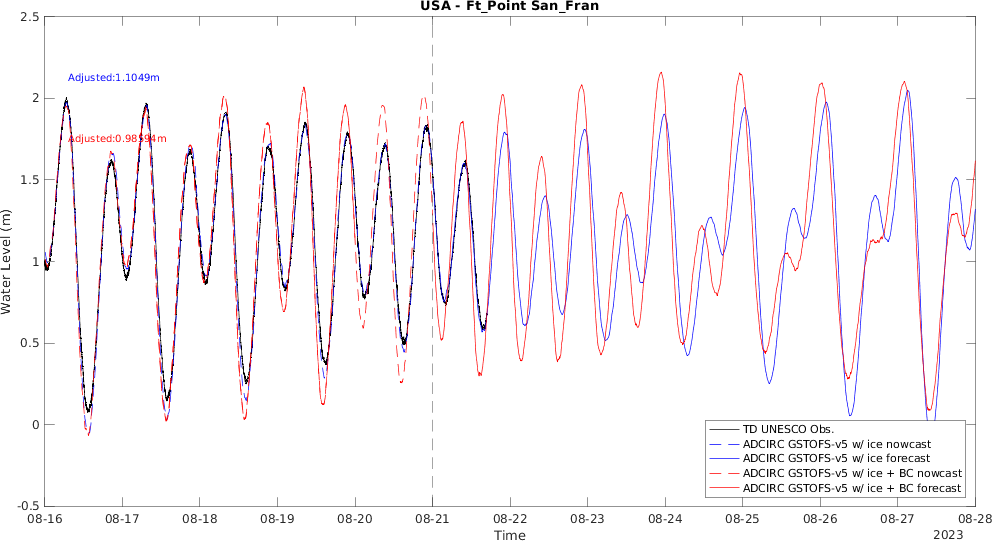 USA - Ft_Point San_Fran
2.5
2
1.5
1
0.5
0
-0.5
Water Level (m)
Adjusted:1.1049m
Adjusted:0.98594m
TD UNESCO Obs.
ADCIRC GSTOFS-v5 w/ ice nowcast
ADCIRC GSTOFS-v5 w/ ice forecast
ADCIRC GSTOFS-v5 w/ ice + BC nowcast
ADCIRC GSTOFS-v5 w/ ice + BC forecast
08-16 08-17 08-18 08-19 08-20 08-21 08-22 08-23 08-24 08-25 08-26 08-27 08-28
Time
2023